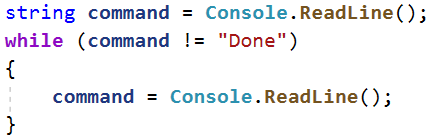 string command = Console.ReadLine();
while (command != "Done")
{
    command = Console.ReadLine();
}